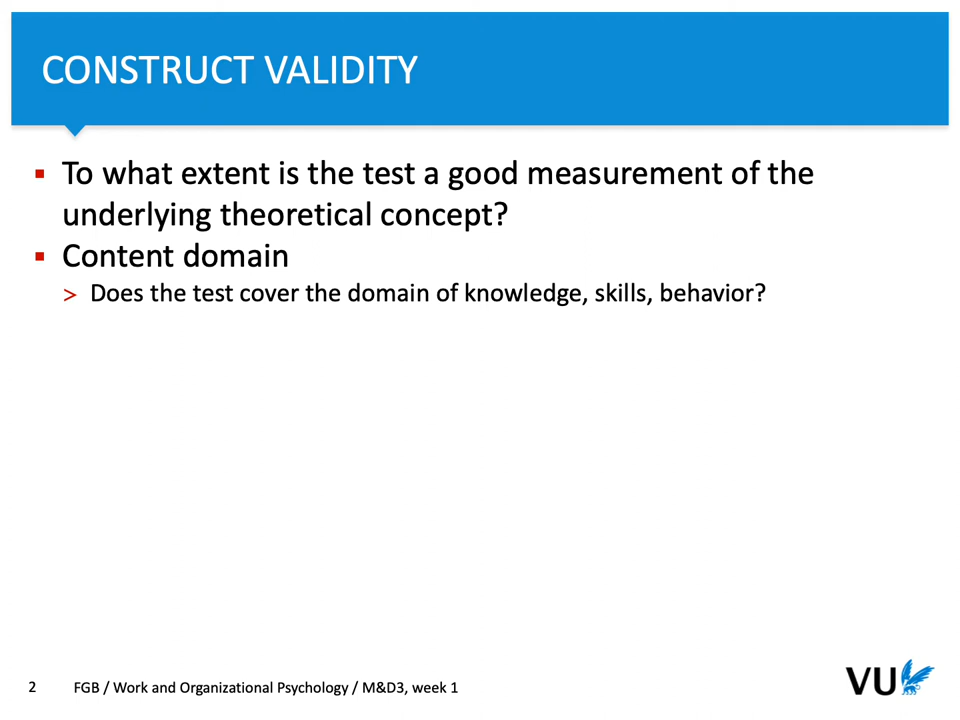 CONSTRUCT VALIDITY
▪ To what extent is the test a good measurement of the
underlying theoretical concept?
▪ Content domain
> Does the test cover the domain of knowledge, skills, behavior?
2 FGB / Work and Organizational Psychology / M&D3, week 1
VU